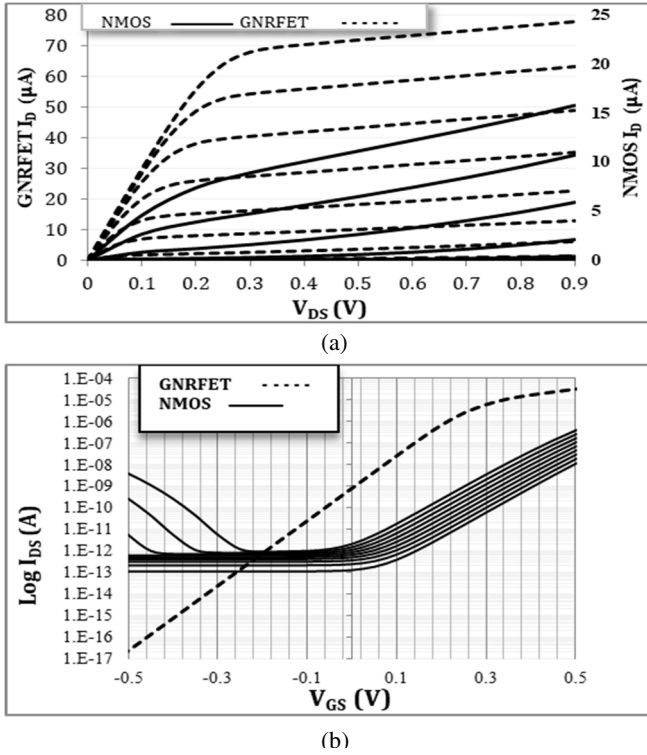 NMOS GNRFET
80 25
70
60 20
50 15
40
30 10
20 5
10
0 0
0 0.1 0.2 0.3 0.4 0.5 0.6 0.7 0.8 0.9
GNRFET I_D (µA)
NMOS I_D (µA)
V_DS (V)
(a)
GNRFET
NMOS
1.E-04
1.E-05
1.E-06
1.E-07
1.E-08
1.E-09
1.E-10
1.E-11
1.E-12
1.E-13
1.E-14
1.E-15
1.E-16
1.E-17
Log I_DS (A)
-0.5 -0.3 -0.1 0.1 0.3 0.5
V_GS (V)
(b)